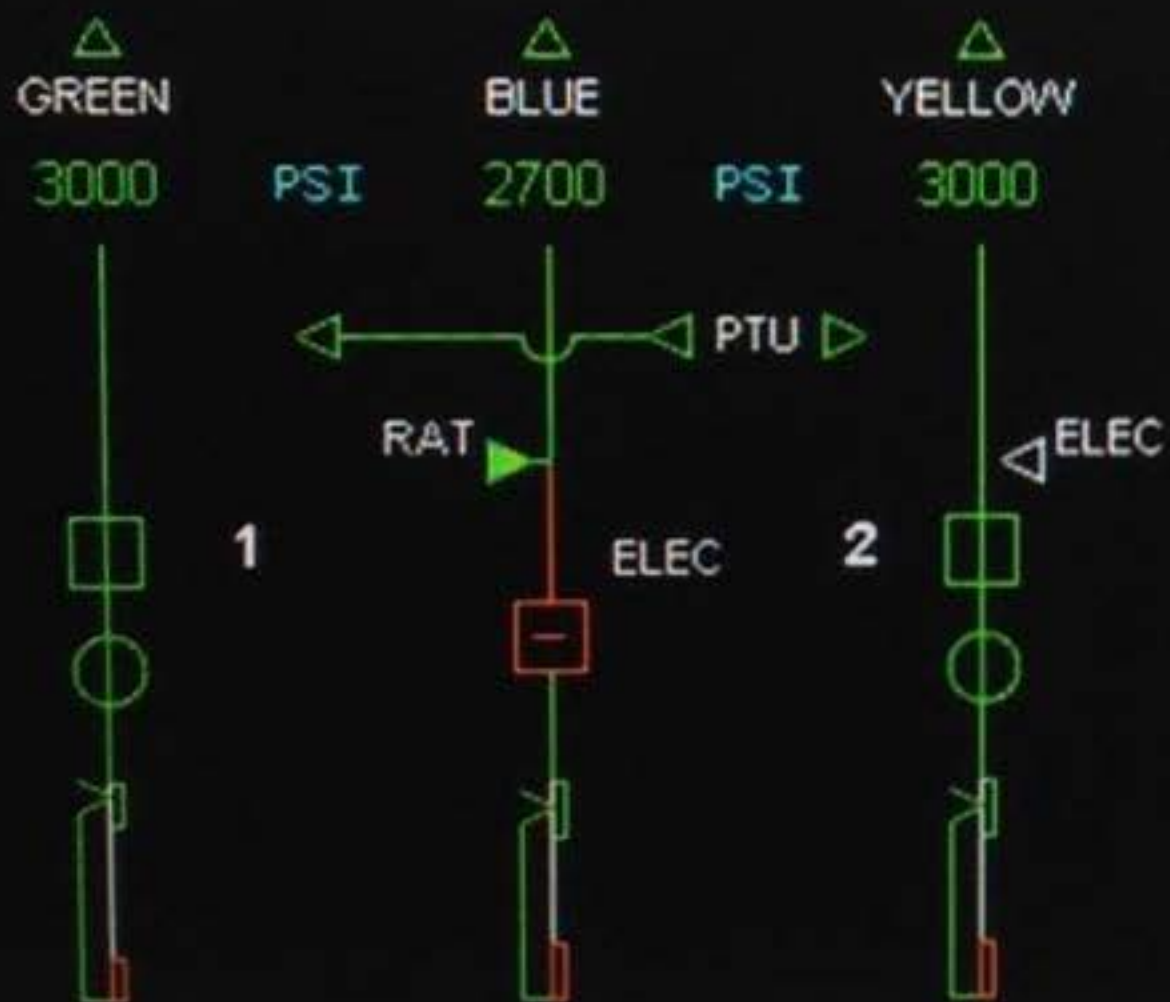 GREEN BLUE YELLOW
3000 PSI 2700 PSI 3000
PTU
RAT ELEC
1 ELEC 2